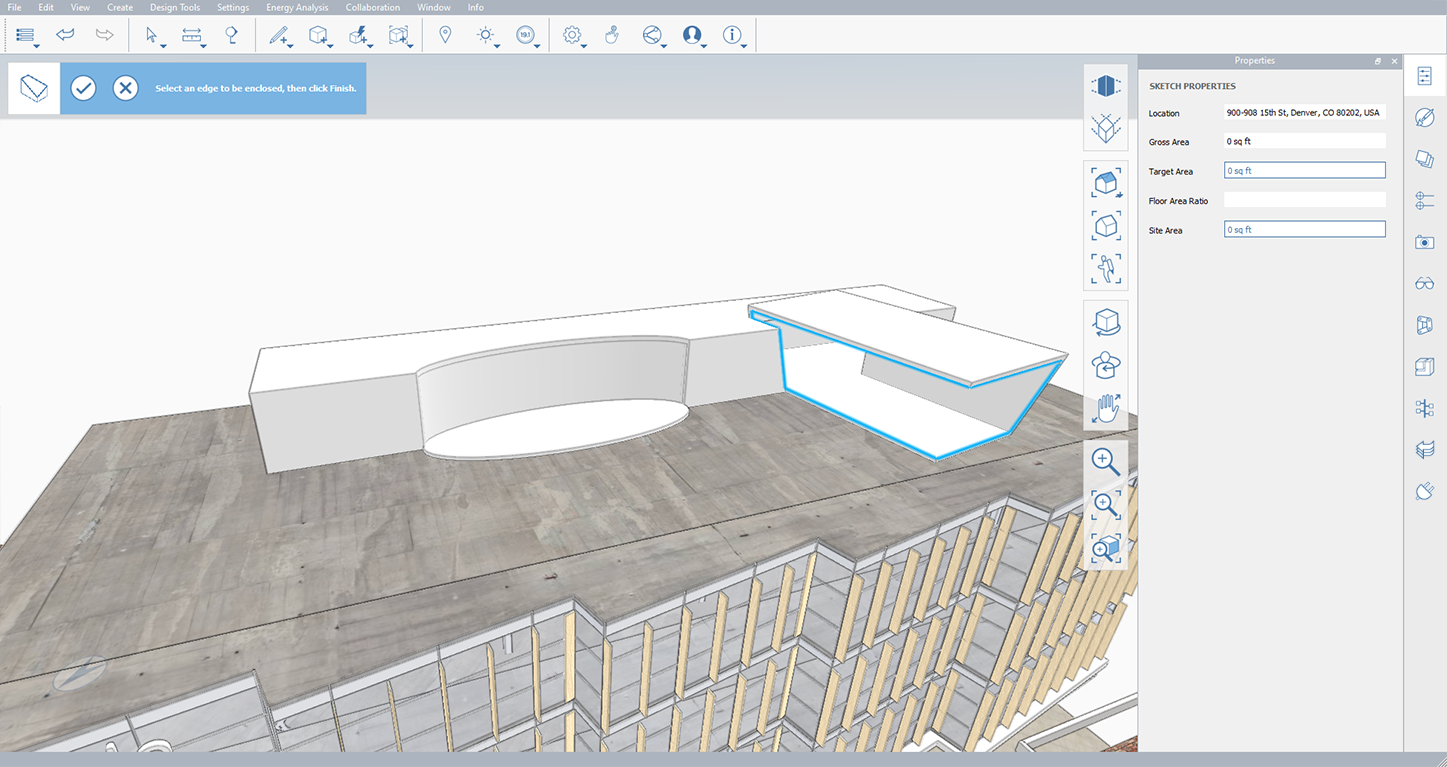 File Edit View Create Design Tools Settings Energy Analysis Collaboration Window Info
19.1
Select an edge to be enclosed, then click Finish.
Properties
SKETCH PROPERTIES
Location 900-908 15th St, Denver, CO 80202, USA
Gross Area 0 sq ft
Target Area 0 sq ft
Floor Area Ratio
Site Area 0 sq ft